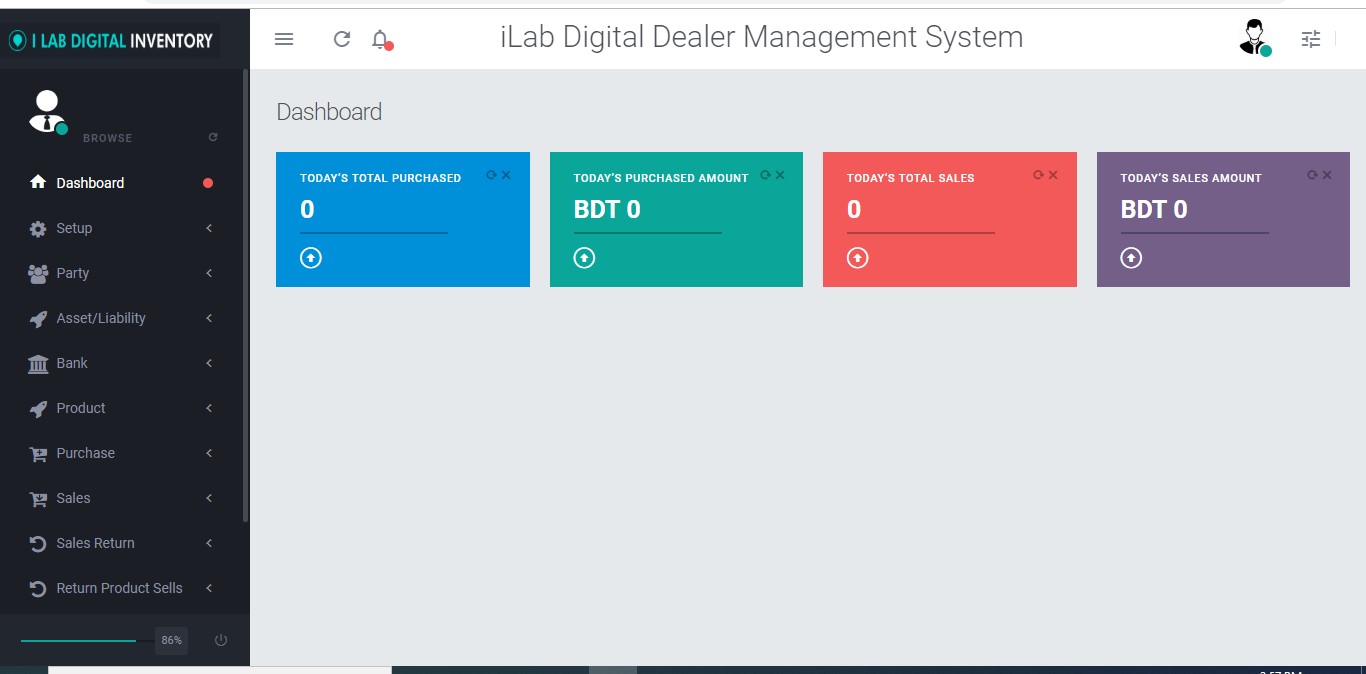 I LAB DIGITAL INVENTORY
iLab Digital Dealer Management System
BROWSE
Dashboard
Setup
Party
Asset/Liability
Bank
Product
Purchase
Sales
Sales Return
Return Product Sells
86%
Dashboard
TODAY'S TOTAL PURCHASED
0
TODAY'S PURCHASED AMOUNT
BDT 0
TODAY'S TOTAL SALES
0
TODAY'S SALES AMOUNT
BDT 0